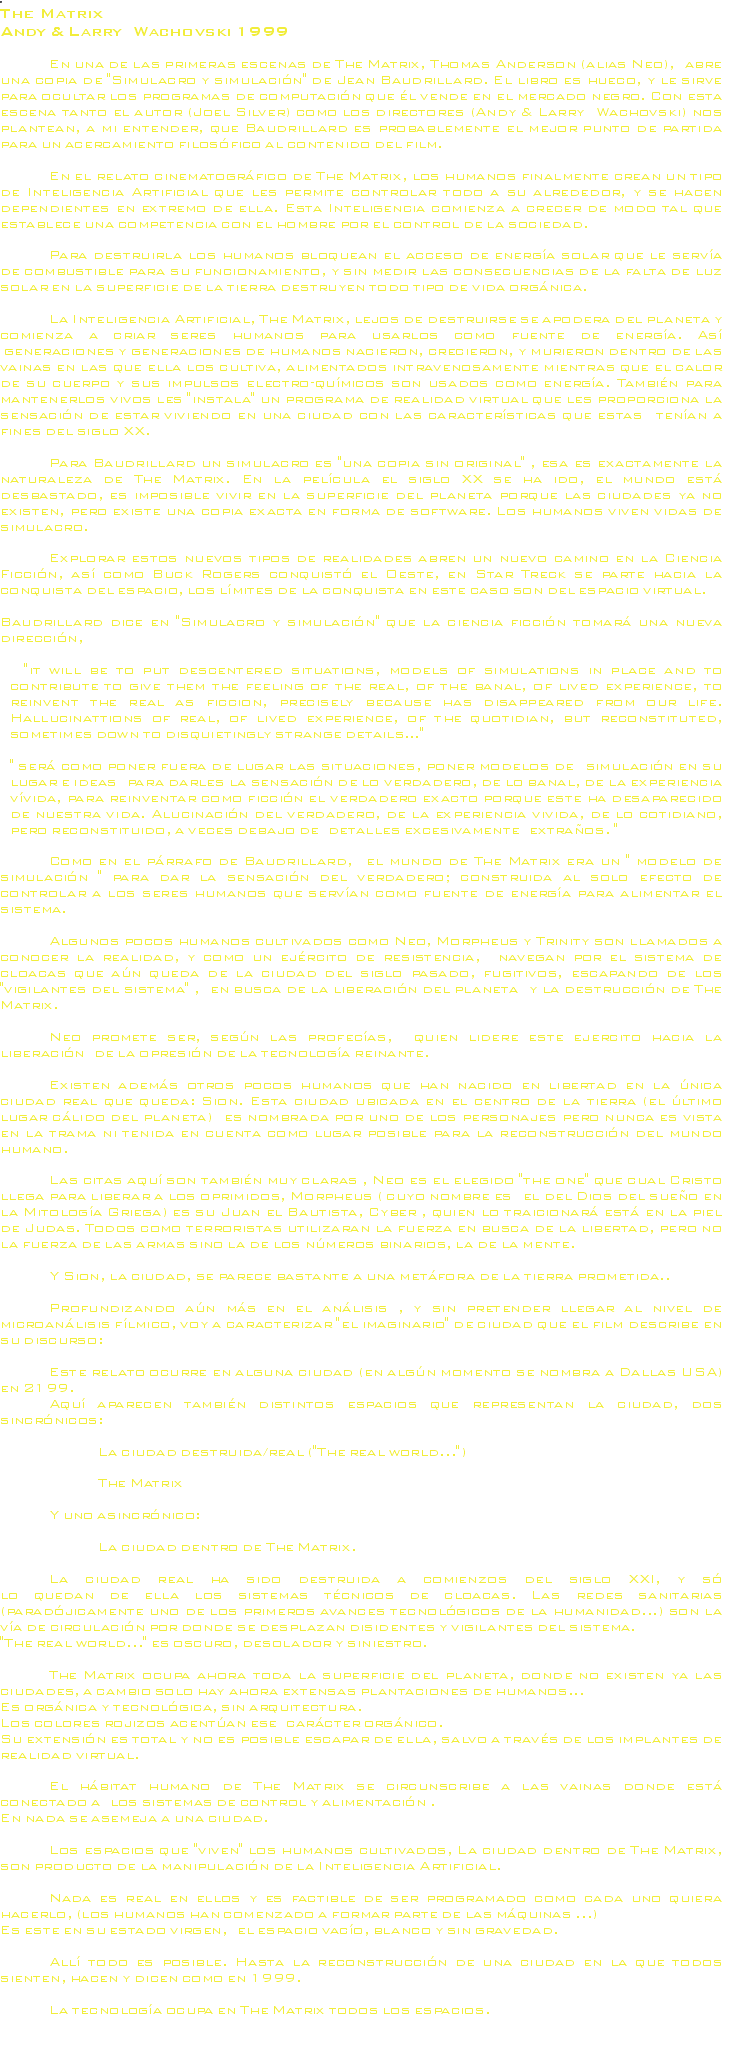 The Matrix
Andy & Larry Wachovski 1999
En una de las primeras escenas de The Matrix, Thomas Anderson (alias Neo), abre
una copia de "Simulacro y simulación" de Jean Baudrillard. El libro es hueco, y le sirve
para ocultar los programas de computación que él vende en el mercado negro. Con esta
escena tanto el autor (Joel Silver) como los directores (Andy & Larry Wachovski) nos
plantean, a mi entender, que Baudrillard es probablemente el mejor punto de partida
para un acercamiento filosófico al contenido del film.
En el relato cinematográfico de The Matrix, los humanos finalmente crean un tipo
de Inteligencia Artificial que les permite controlar todo a su alrededor, y se hacen
dependientes en extremo de ella. Esta Inteligencia comienza a crecer de modo tal que
establece una competencia con el hombre por el control de la sociedad.
Para destruirla los humanos bloquean el acceso de energía solar que le servía
de combustible para su funcionamiento, y sin medir las consecuencias de la falta de luz
solar en la superficie de la tierra destruyen todo tipo de vida orgánica.
La Inteligencia Artificial, The Matrix, lejos de destruirse se apodera del planeta y
comienza a criar seres humanos para usarlos como fuente de energía. Así
generaciones y generaciones de humanos nacieron, crecieron, y murieron dentro de las
vainas en las que ella los cultiva, alimentados intravenosamente mientras que el calor
de su cuerpo y sus impulsos electro-químicos son usados como energía. También para
mantenerlos vivos les "instala" un programa de realidad virtual que les proporciona la
sensación de estar viviendo en una ciudad con las características que estas tenían a
fines del siglo XX.
Para Baudrillard un simulacro es "una copia sin original" , esa es exactamente la
naturaleza de The Matrix. En la película el siglo XX se ha ido, el mundo está
desbastado, es imposible vivir en la superficie del planeta porque las ciudades ya no
existen, pero existe una copia exacta en forma de software. Los humanos viven vidas de
simulacro.
Explorar estos nuevos tipos de realidades abren un nuevo camino en la Ciencia
Ficción, así como Buck Rogers conquistó el Oeste, en Star Treck se parte hacia la
conquista del espacio, los límites de la conquista en este caso son del espacio virtual.
Baudrillard dice en "Simulacro y simulación" que la ciencia ficción tomará una nueva
dirección,
"it will be to put descentered situations, models of simulations in place and to
contribute to give them the feeling of the real, of the banal, of lived experience, to
reinvent the real as ficcion, precisely because has disappeared from our life.
Hallucinattions of real, of lived experience, of the quotidian, but reconstituted,
sometimes down to disquietingly strange details..."
" será como poner fuera de lugar las situaciones, poner modelos de simulación en su
lugar e ideas para darles la sensación de lo verdadero, de lo banal, de la experiencia
vívida, para reinventar como ficción el verdadero exacto porque este ha desaparecido
de nuestra vida. Alucinación del verdadero, de la experiencia vivida, de lo cotidiano,
pero reconstituido, a veces debajo de detalles excesivamente extraños."
Como en el párrafo de Baudrillard, el mundo de The Matrix era un " modelo de
simulación " para dar la sensación del verdadero; construida al solo efecto de
controlar a los seres humanos que servían como fuente de energía para alimentar el
sistema.
Algunos pocos humanos cultivados como Neo, Morpheus y Trinity son llamados a
conocer la realidad, y como un ejército de resistencia, navegan por el sistema de
cloacas que aún queda de la ciudad del siglo pasado, fugitivos, escapando de los
"vigilantes del sistema" , en busca de la liberación del planeta y la destrucción de The
Matrix.
Neo promete ser, según las profecías, quien lidere este ejercito hacia la
liberación de la opresión de la tecnología reinante.
Existen además otros pocos humanos que han nacido en libertad en la única
ciudad real que queda: Sion. Esta ciudad ubicada en el centro de la tierra (el último
lugar cálido del planeta) es nombrada por uno de los personajes pero nunca es vista
en la trama ni tenida en cuenta como lugar posible para la reconstrucción del mundo
humano.
Las citas aquí son también muy claras , Neo es el elegido "the one" que cual Cristo
llega para liberar a los oprimidos, Morpheus ( cuyo nombre es el del Dios del sueño en
la Mitología Griega) es su Juan el Bautista, Cyber , quien lo traicionará está en la piel
de Judas. Todos como terroristas utilizaran la fuerza en busca de la libertad, pero no
la fuerza de las armas sino la de los números binarios, la de la mente.
Y Sion, la ciudad, se parece bastante a una metáfora de la tierra prometida..
Profundizando aún más en el análisis , y sin pretender llegar al nivel de
microanálisis fílmico, voy a caracterizar "el imaginario" de ciudad que el film describe en
su discurso:
Este relato ocurre en alguna ciudad (en algún momento se nombra a Dallas USA)
en 2199.
Aquí aparecen también distintos espacios que representan la ciudad, dos
sincrónicos:
La ciudad destruida/real ("The real world...")
The Matrix
Y uno asincrónico:
La ciudad dentro de The Matrix.
La ciudad real ha sido destruida a comienzos del siglo XXI, y só
lo quedan de ella los sistemas técnicos de cloacas. Las redes sanitarias
(paradójicamente uno de los primeros avances tecnológicos de la humanidad...) son la
vía de circulación por donde se desplazan disidentes y vigilantes del sistema.
"The real world..." es oscuro, desolador y siniestro.
The Matrix ocupa ahora toda la superficie del planeta, donde no existen ya las
ciudades, a cambio solo hay ahora extensas plantaciones de humanos...
Es orgánica y tecnológica, sin arquitectura.
Los colores rojizos acentúan ese carácter orgánico.
Su extensión es total y no es posible escapar de ella, salvo a través de los implantes de
realidad virtual.
El hábitat humano de The Matrix se circunscribe a las vainas donde está
conectado a los sistemas de control y alimentación .
En nada se asemeja a una ciudad.
Los espacios que "viven" los humanos cultivados, La ciudad dentro de The Matrix,
son producto de la manipulación de la Inteligencia Artificial.
Nada es real en ellos y es factible de ser programado como cada uno quiera
hacerlo, (los humanos han comenzado a formar parte de las máquinas ...)
Es este en su estado virgen, el espacio vacío, blanco y sin gravedad.
Allí todo es posible. Hasta la reconstrucción de una ciudad en la que todos
sienten, hacen y dicen como en 1999.
La tecnología ocupa en The Matrix todos los espacios.